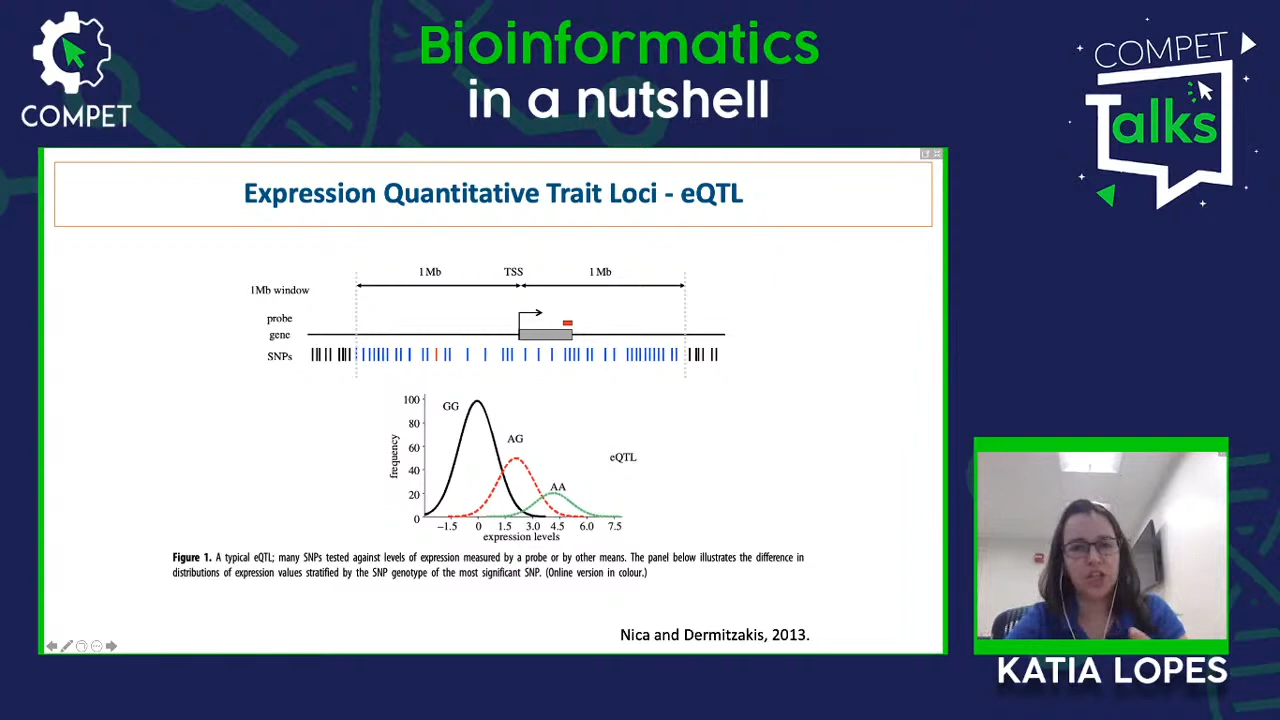 Bioinformatics
in a nutshell
COMPET
COMPET
Talks
Expression Quantitative Trait Loci - eQTL
1 Mb TSS 1 Mb
1Mb window
probe
gene
SNPs
100
80
60
40
20
0
frequency
GG
AG
AA
eQTL
−1.5 0 1.5 3.0 4.5 6.0 7.5
expression levels
Figure 1. A typical eQTL; many SNPs tested against levels of expression measured by a probe or by other means. The panel below illustrates the difference in
distributions of expression values stratified by the SNP genotype of the most significant SNP. (Online version in colour.)
Nica and Dermitzakis, 2013.
KATIA LOPES